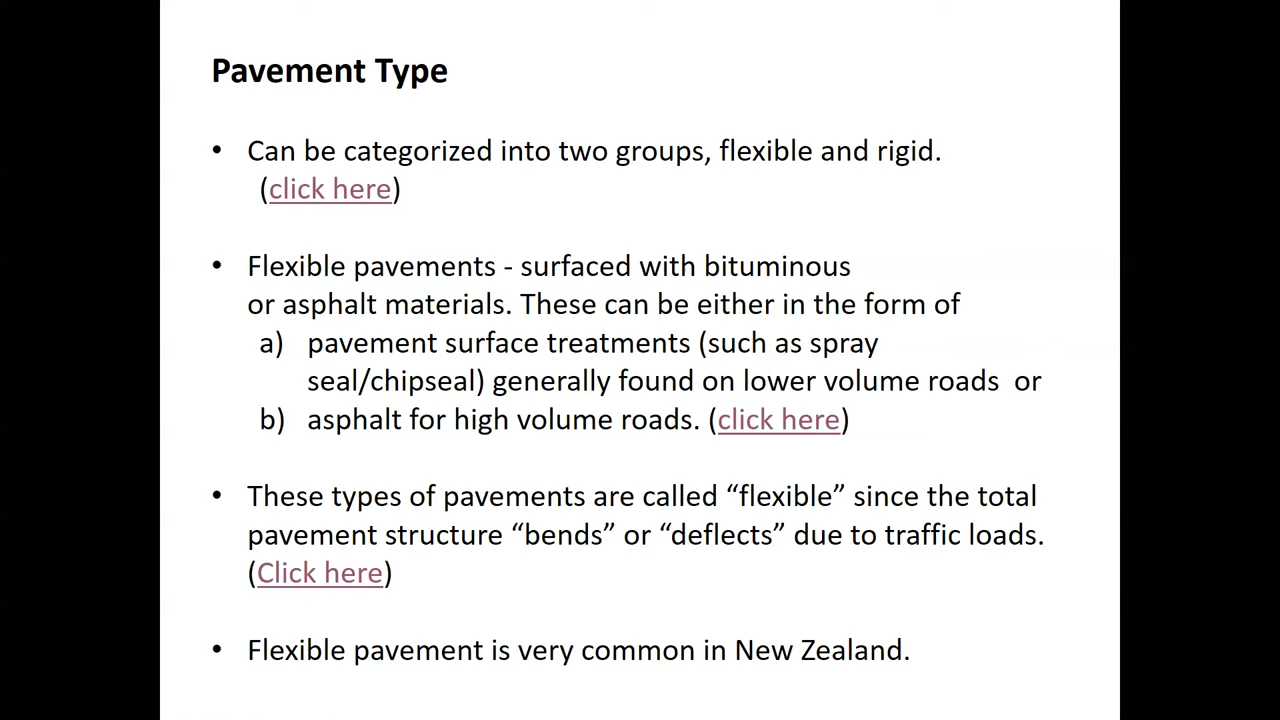 Pavement Type
• Can be categorized into two groups, flexible and rigid.
(click here)
• Flexible pavements - surfaced with bituminous
or asphalt materials. These can be either in the form of
a) pavement surface treatments (such as spray
seal/chipseal) generally found on lower volume roads or
b) asphalt for high volume roads. (click here)
• These types of pavements are called “flexible” since the total
pavement structure “bends” or “deflects” due to traffic loads.
(Click here)
• Flexible pavement is very common in New Zealand.